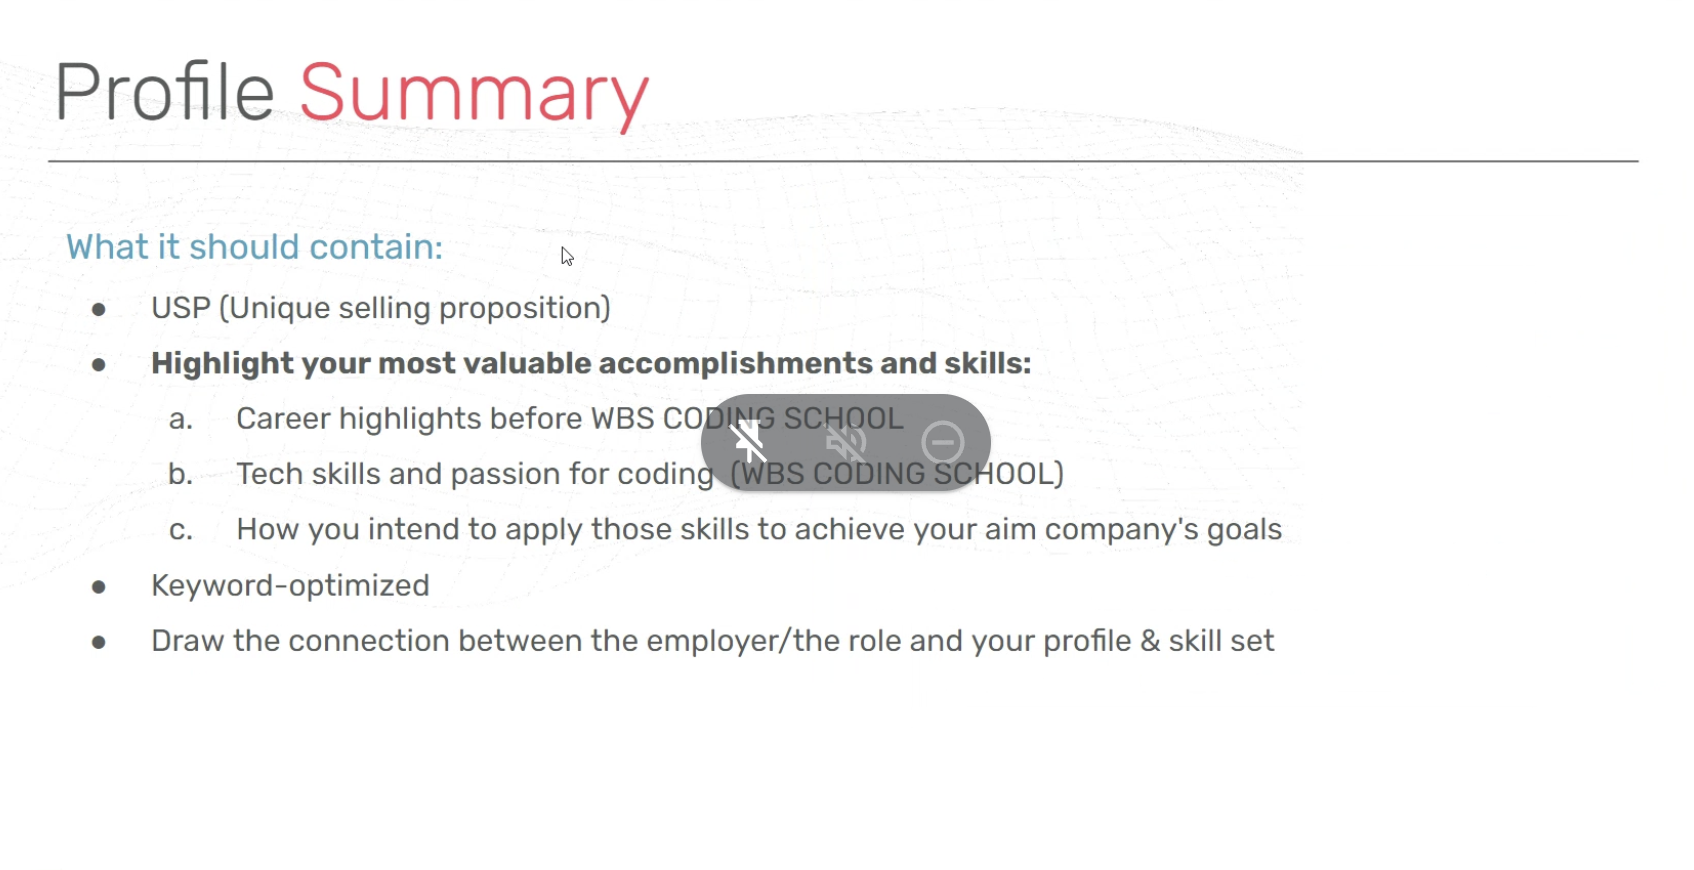 Profile Summary
What it should contain:
● USP (Unique selling proposition)
● Highlight your most valuable accomplishments and skills:
a. Career highlights before WBS CODING SCHOOL
b. Tech skills and passion for coding (WBS CODING SCHOOL)
c. How you intend to apply those skills to achieve your aim company's goals
● Keyword-optimized
● Draw the connection between the employer/the role and your profile & skill set